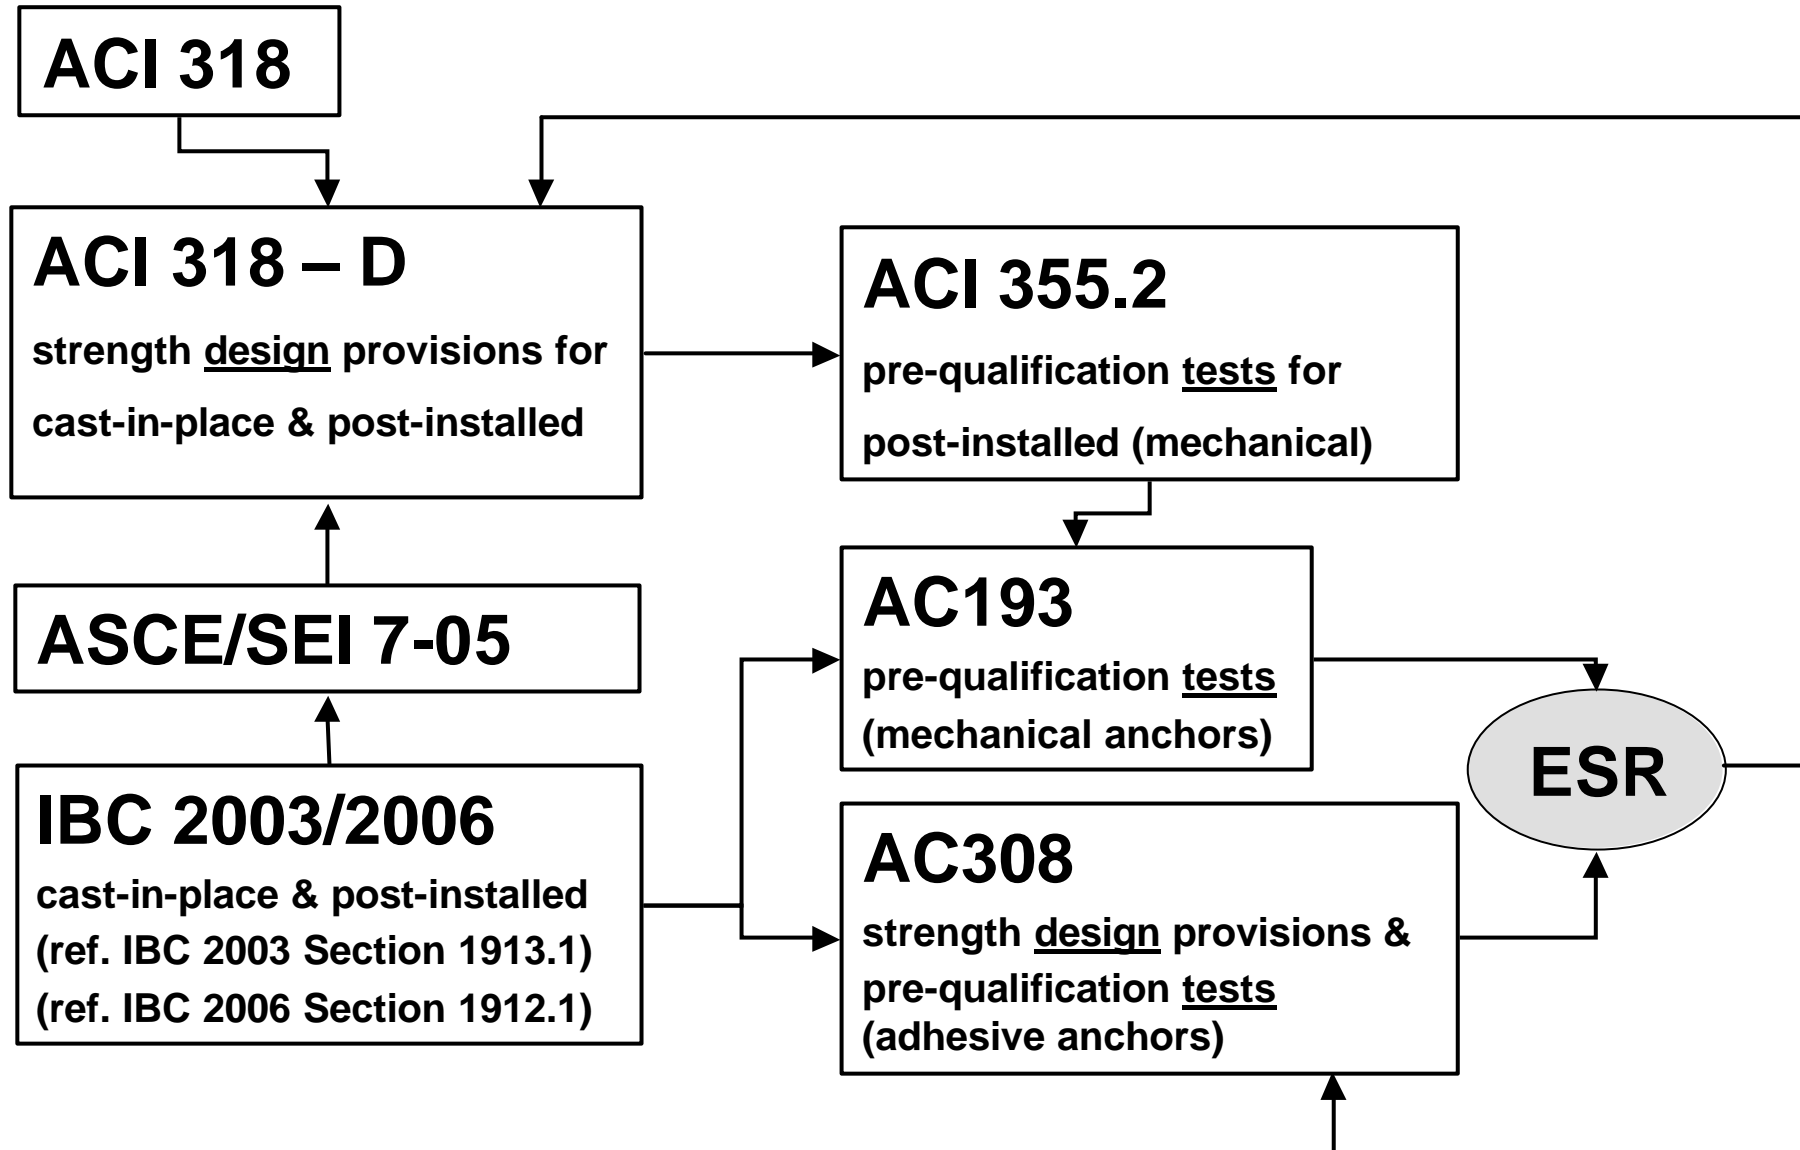 ACI 318
ACI 318 – D
strength design provisions for
cast-in-place & post-installed
ACI 355.2
pre-qualification tests for
post-installed (mechanical)
ASCE/SEI 7-05
AC193
pre-qualification tests
(mechanical anchors)
ESR
IBC 2003/2006
cast-in-place & post-installed
(ref. IBC 2003 Section 1913.1)
(ref. IBC 2006 Section 1912.1)
AC308
strength design provisions &
pre-qualification tests
(adhesive anchors)